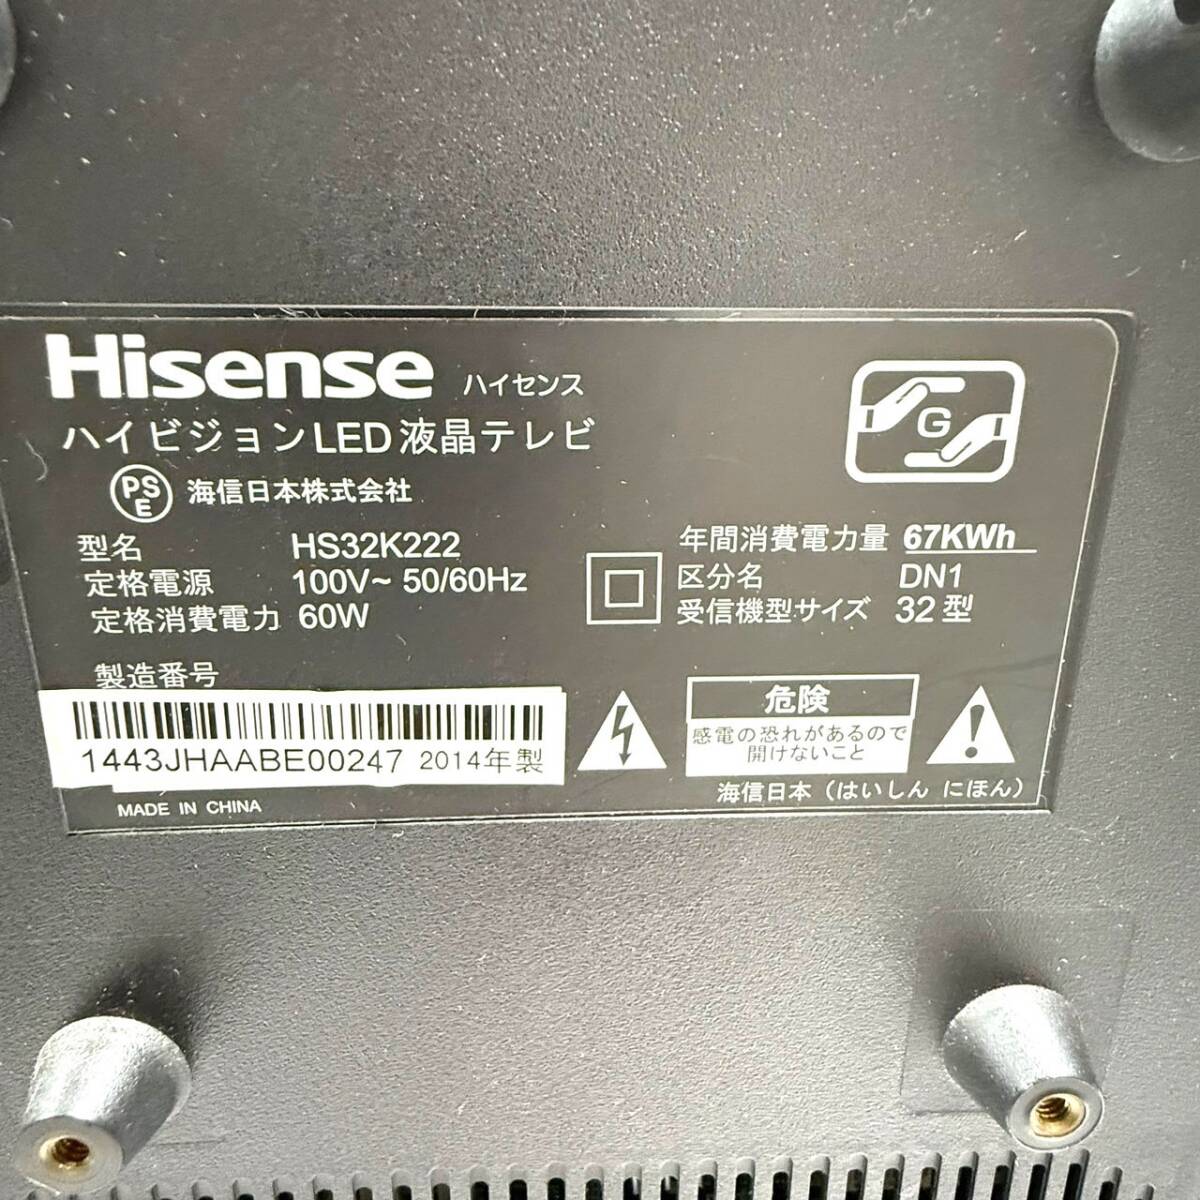 Hisense ハイセンス
ハイビジョンLED液晶テレビ
PSE 海信日本株式会社
型名 HS32K222
定格電源 100V~ 50/60Hz
定格消費電力 60W
製造番号
1443JHAABE00247 2014年製
MADE IN CHINA
G
年間消費電力量 67KWh
区分名 DN1
受信機型サイズ 32型
危険
感電の恐れがあるので
開けないこと
海信日本（はいしん にほん）